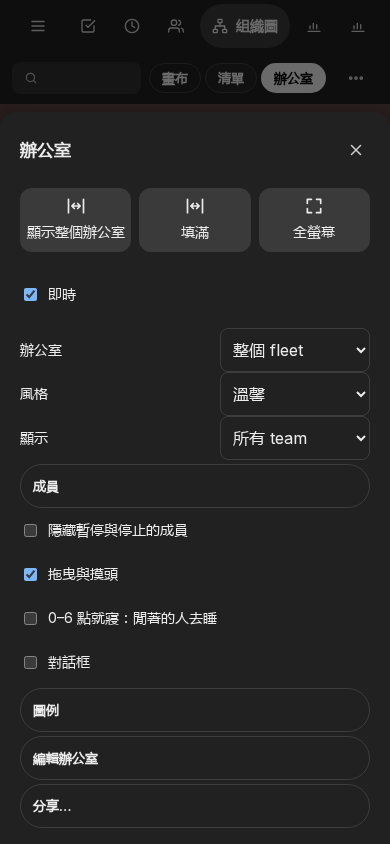 組織圖
畫布
清單
辦公室
辦公室
顯示整個辦公室
填滿
全螢幕
即時
辦公室
整個 fleet
風格
溫馨
顯示
所有 team
成員
隱藏暫停與停止的成員
拖曳與摸頭
0–6 點就寢：閒著的人去睡
對話框
圖例
編輯辦公室
分享…